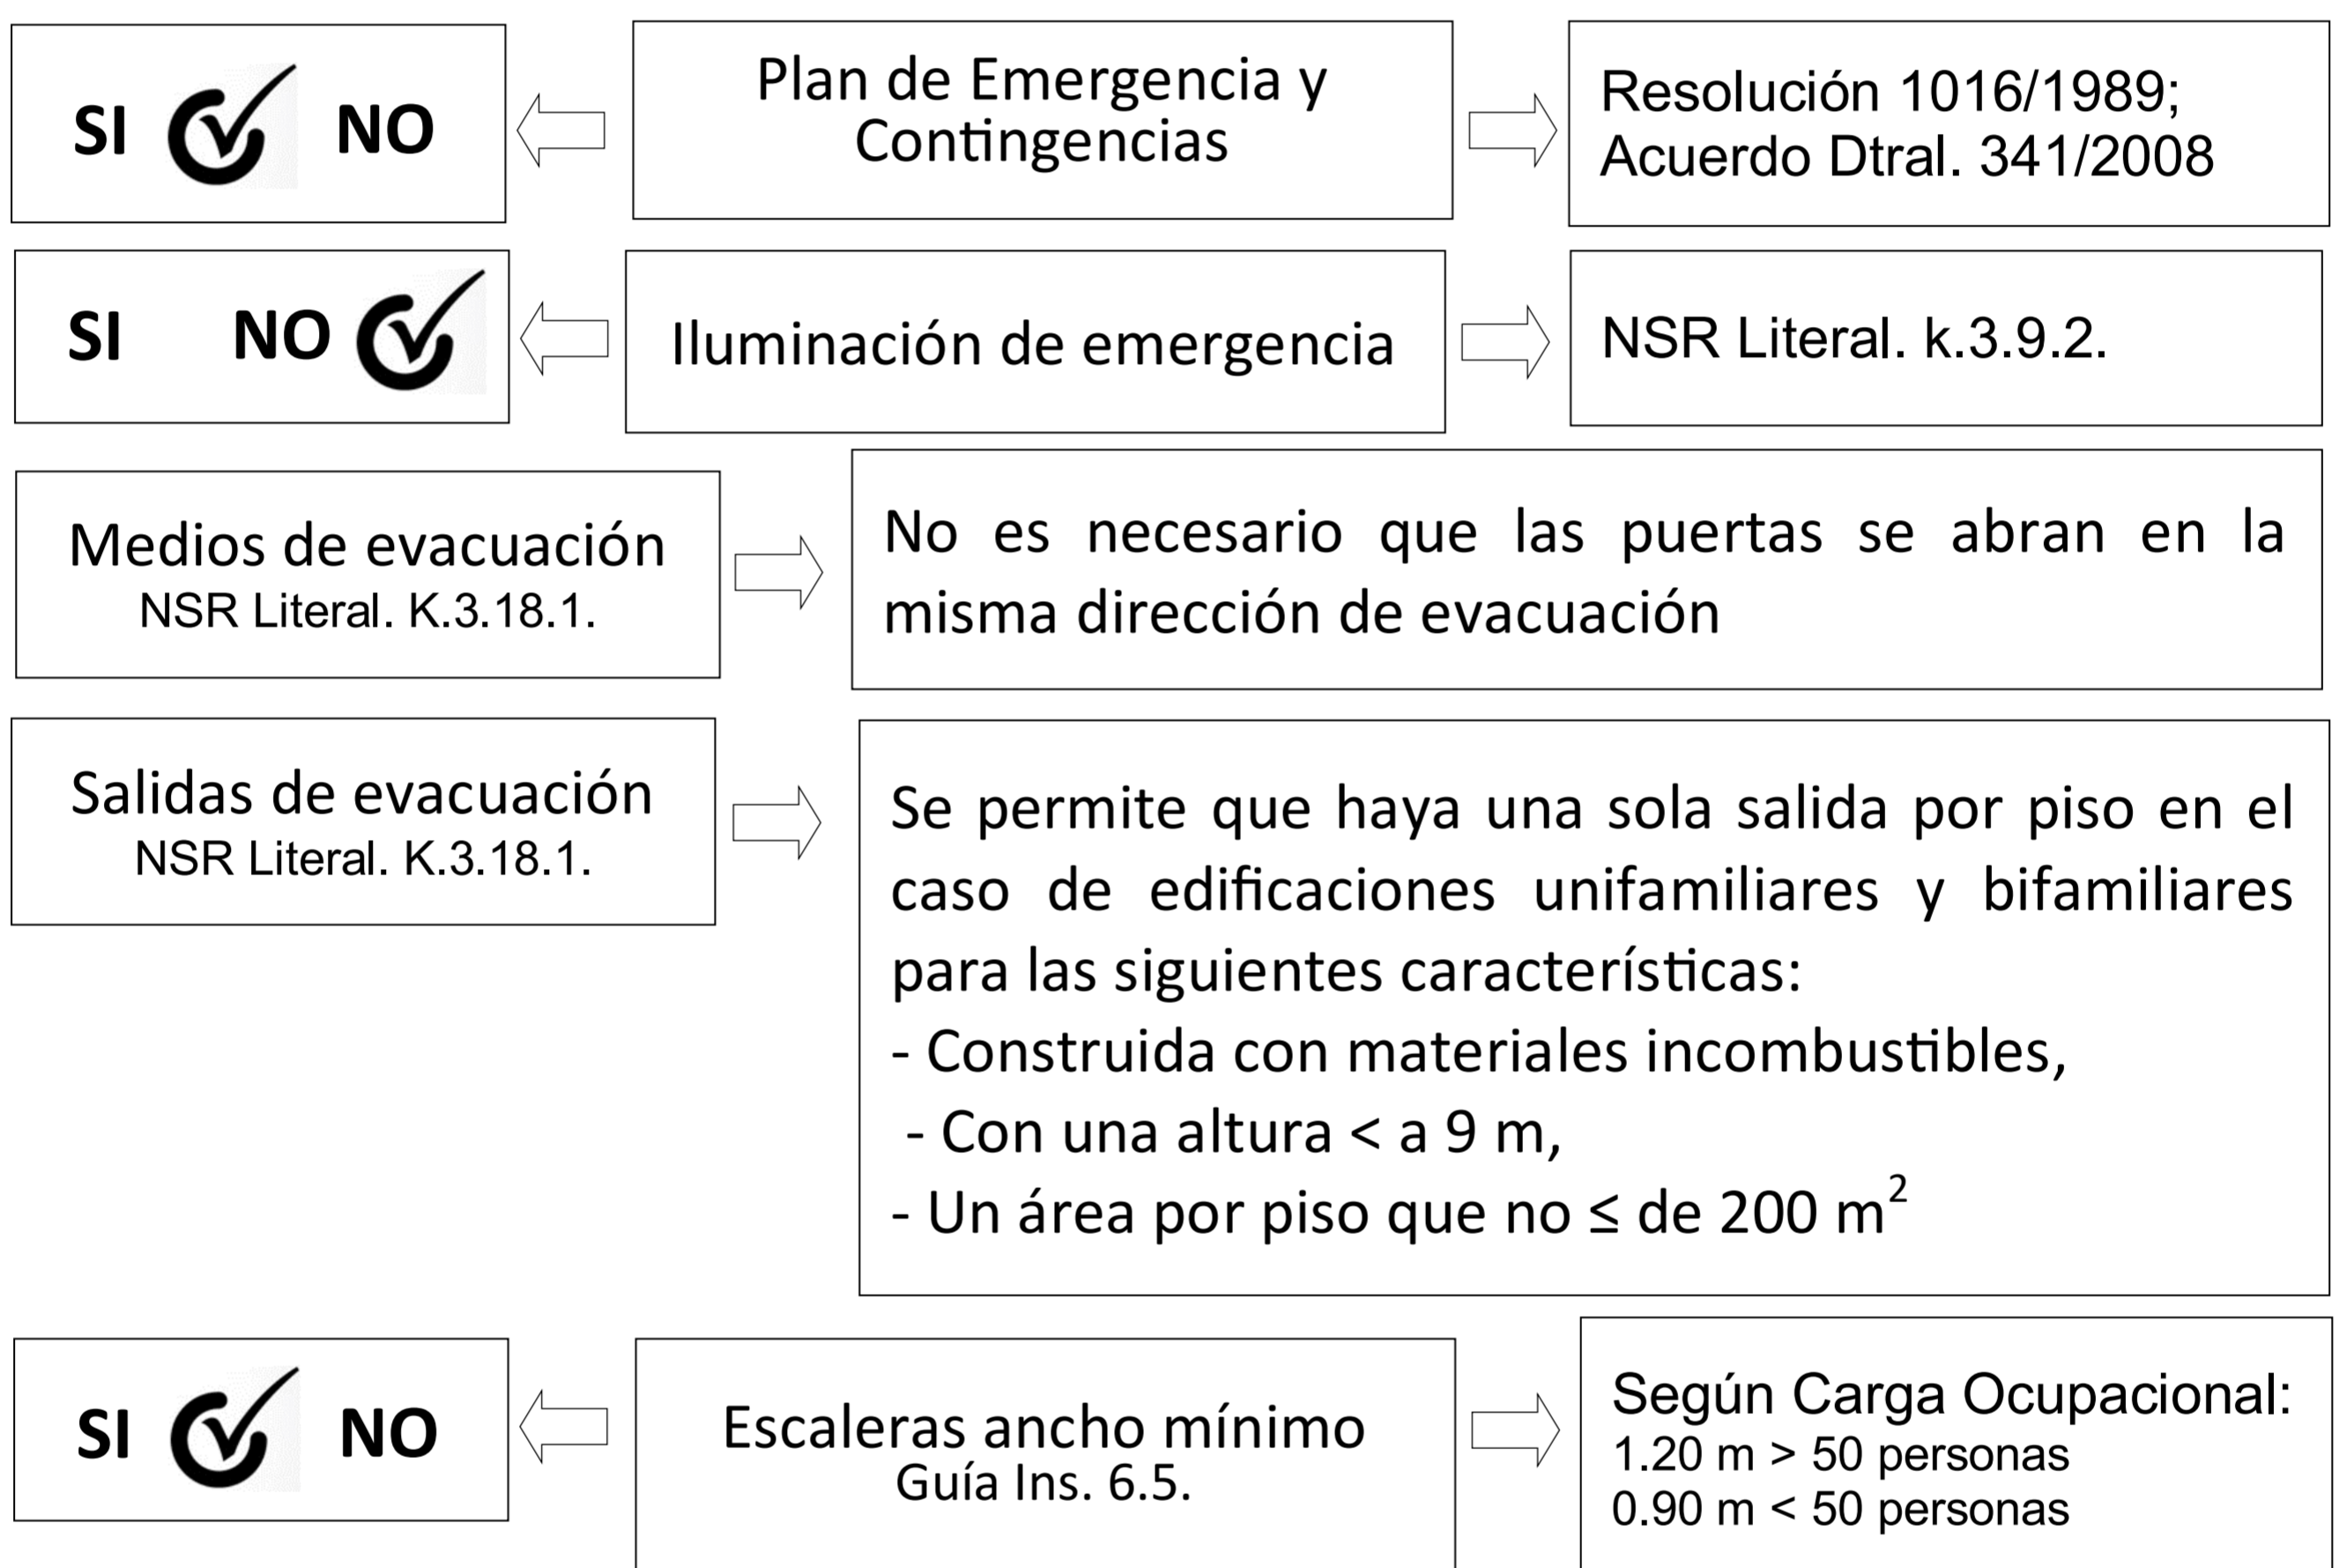 SI NO
Plan de Emergencia y
Contingencias
Resolución 1016/1989;
Acuerdo Dtral. 341/2008
SI NO
Iluminación de emergencia
NSR Literal. k.3.9.2.
Medios de evacuación
NSR Literal. K.3.18.1.
No es necesario que las puertas se abran en la
misma dirección de evacuación
Salidas de evacuación
NSR Literal. K.3.18.1.
Se permite que haya una sola salida por piso en el
caso de edificaciones unifamiliares y bifamiliares
para las siguientes características:
- Construida con materiales incombustibles,
- Con una altura < a 9 m,
- Un área por piso que no ≤ de 200 m²
SI NO
Escaleras ancho mínimo
Guía Ins. 6.5.
Según Carga Ocupacional:
1.20 m > 50 personas
0.90 m < 50 personas